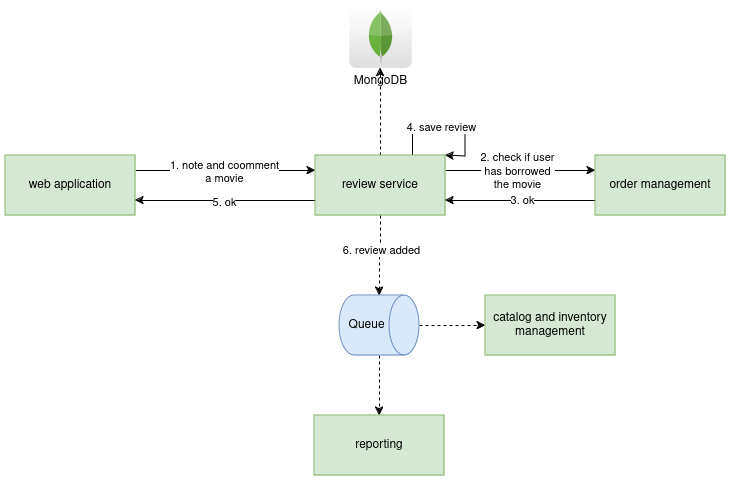 MongoDB
4. save review
1. note and coomment
a movie
2. check if user
has borrowed
the movie
web application
review service
order management
5. ok
3. ok
6. review added
Queue
catalog and inventory
management
reporting